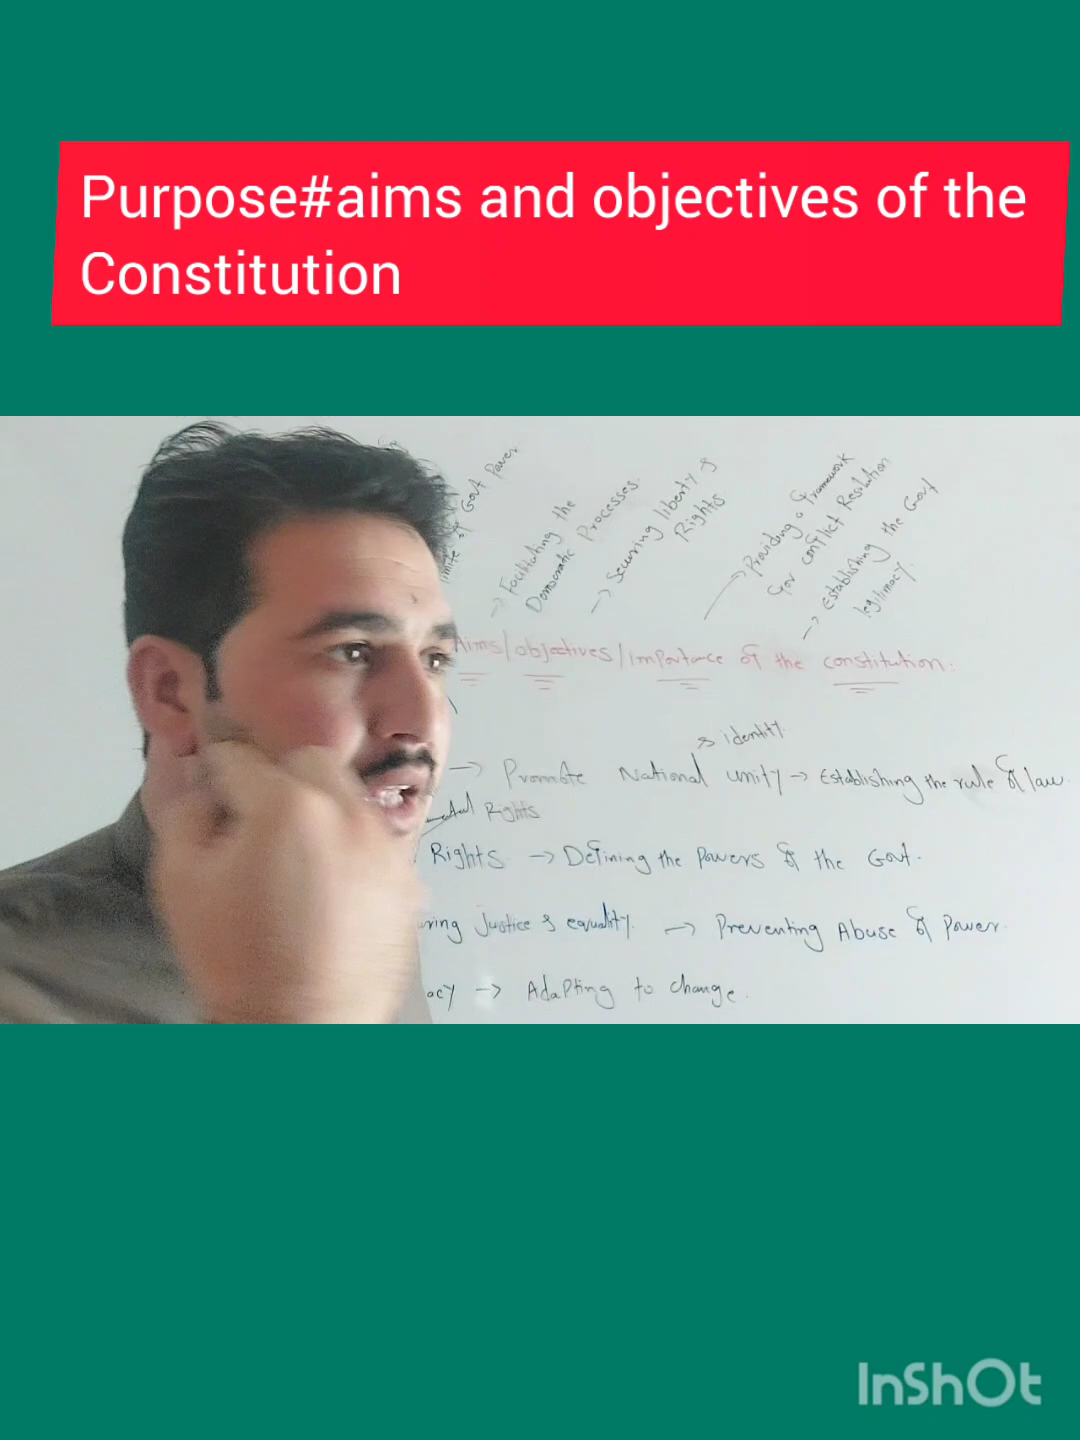 Purpose#aims and objectives of the
Constitution
Govt Power
→ Facilitating the
Democratic Processes.
→ Securing liberty &
Rights
→ Providing a framework
for conflict Resolution
→ Establishing the Govt
legitimacy.
Aims/objectives/importance of the constitution:
& identity.
→ Promote National unity → Establishing the rule of law
Rights
Rights → Defining the Powers of the Govt.
Justice & equality. → Preventing Abuse of Power.
acy → Adapting to change.
InShOt